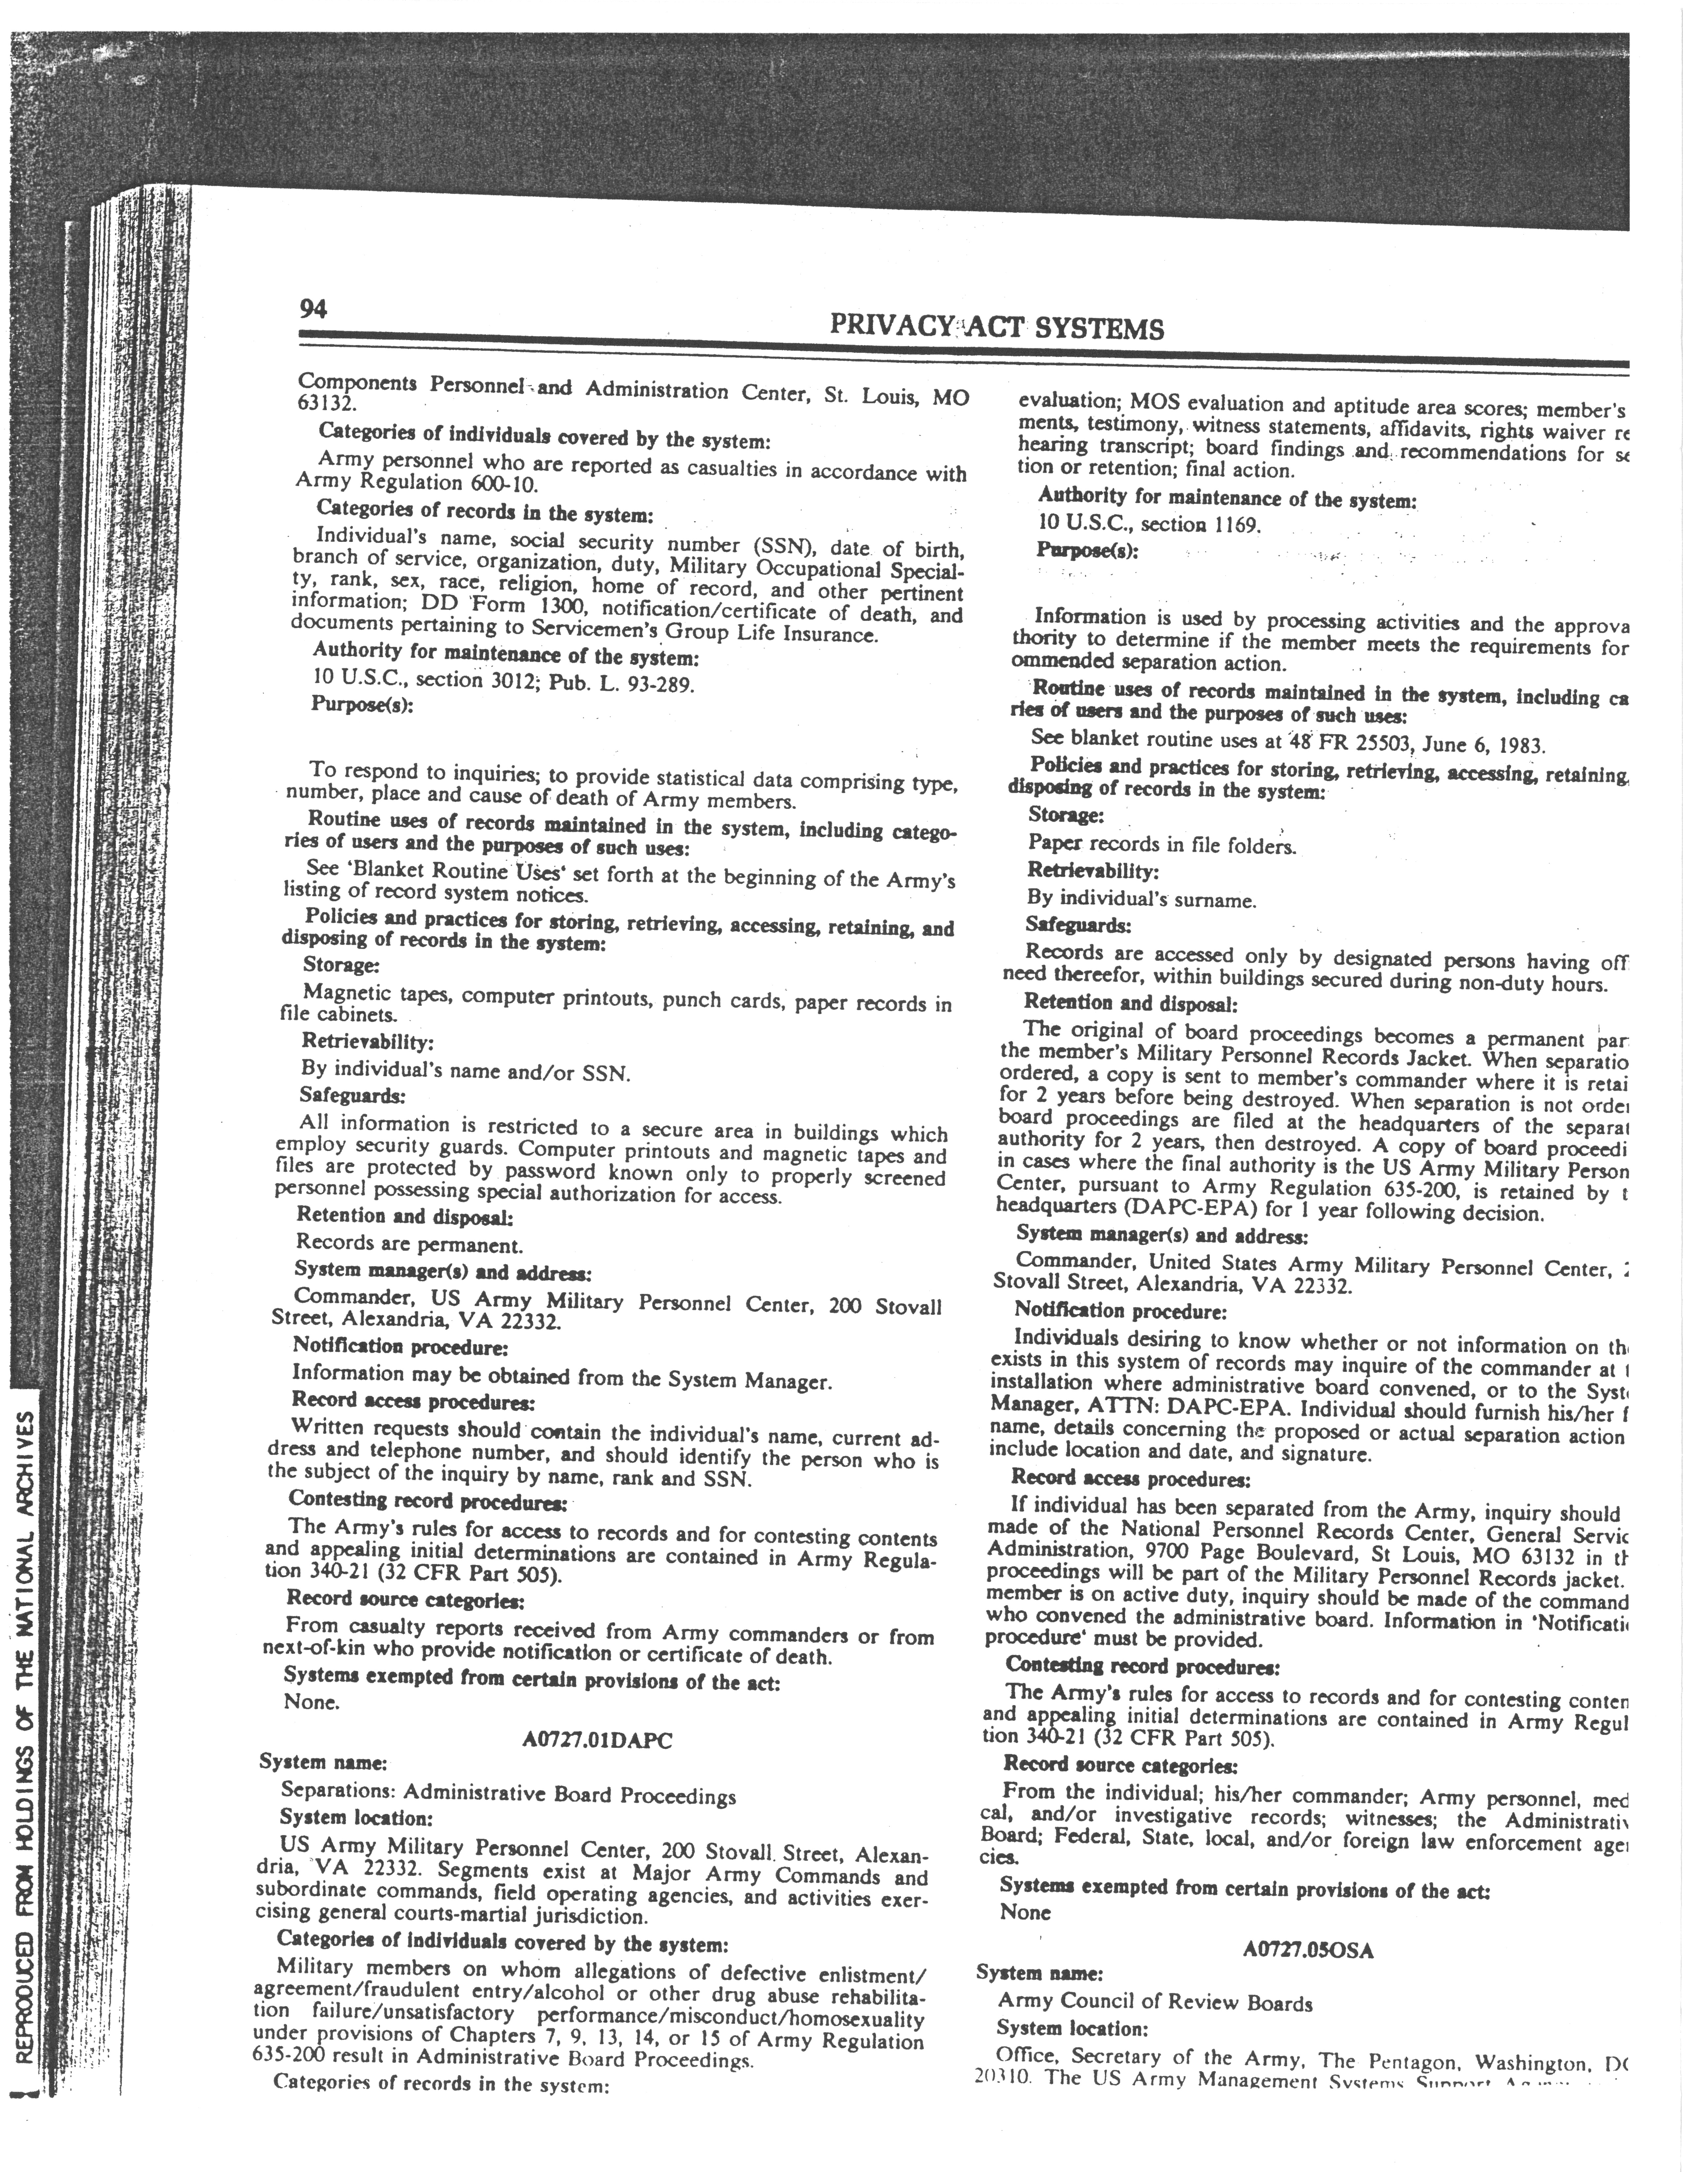 94
PRIVACY ACT SYSTEMS
Components Personnel and Administration Center, St. Louis, MO
63132.
Categories of individuals covered by the system:
Army personnel who are reported as casualties in accordance with
Army Regulation 600-10.
Categories of records in the system:
Individual's name, social security number (SSN), date of birth,
branch of service, organization, duty, Military Occupational Special-
ty, rank, sex, race, religion, home of record, and other pertinent
information; DD Form 1300, notification/certificate of death, and
documents pertaining to Servicemen's Group Life Insurance.
Authority for maintenance of the system:
10 U.S.C., section 3012; Pub. L. 93-289.
Purpose(s):
To respond to inquiries; to provide statistical data comprising type,
number, place and cause of death of Army members.
Routine uses of records maintained in the system, including catego-
ries of users and the purposes of such uses:
See 'Blanket Routine Uses' set forth at the beginning of the Army's
listing of record system notices.
Policies and practices for storing, retrieving, accessing, retaining, and
disposing of records in the system:
Storage:
Magnetic tapes, computer printouts, punch cards, paper records in
file cabinets.
Retrievability:
By individual's name and/or SSN.
Safeguards:
All information is restricted to a secure area in buildings which
employ security guards. Computer printouts and magnetic tapes and
files are protected by password known only to properly screened
personnel possessing special authorization for access.
Retention and disposal:
Records are permanent.
System manager(s) and address:
Commander, US Army Military Personnel Center, 200 Stovall
Street, Alexandria, VA 22332.
Notification procedure:
Information may be obtained from the System Manager.
Record access procedures:
Written requests should contain the individual's name, current ad-
dress and telephone number, and should identify the person who is
the subject of the inquiry by name, rank and SSN.
Contesting record procedures:
The Army's rules for access to records and for contesting contents
and appealing initial determinations are contained in Army Regula-
tion 340-21 (32 CFR Part 505).
Record source categories:
From casualty reports received from Army commanders or from
next-of-kin who provide notification or certificate of death.
Systems exempted from certain provisions of the act:
None.
A0727.01DAPC
System name:
Separations: Administrative Board Proceedings
System location:
US Army Military Personnel Center, 200 Stovall Street, Alexan-
dria, VA 22332. Segments exist at Major Army Commands and
subordinate commands, field operating agencies, and activities exer-
cising general courts-martial jurisdiction.
Categories of individuals covered by the system:
Military members on whom allegations of defective enlistment/
agreement/fraudulent entry/alcohol or other drug abuse rehabilita-
tion failure/unsatisfactory performance/misconduct/homosexuality
under provisions of Chapters 7, 9, 13, 14, or 15 of Army Regulation
635-200 result in Administrative Board Proceedings.
Categories of records in the system:
evaluation; MOS evaluation and aptitude area scores; member's
ments, testimony, witness statements, affidavits, rights waiver re
hearing transcript; board findings and recommendations for se
tion or retention; final action.
Authority for maintenance of the system:
10 U.S.C., section 1169.
Purpose(s):
Information is used by processing activities and the approva
thority to determine if the member meets the requirements for
ommended separation action.
Routine uses of records maintained in the system, including ca
ries of users and the purposes of such uses:
See blanket routine uses at 48 FR 25503, June 6, 1983.
Policies and practices for storing, retrieving, accessing, retaining,
disposing of records in the system:
Storage:
Paper records in file folders.
Retrievability:
By individual's surname.
Safeguards:
Records are accessed only by designated persons having off
need therefor, within buildings secured during non-duty hours.
Retention and disposal:
The original of board proceedings becomes a permanent par
the member's Military Personnel Records Jacket. When separatio
ordered, a copy is sent to member's commander where it is retai
for 2 years before being destroyed. When separation is not order
board proceedings are filed at the headquarters of the separat
authority for 2 years, then destroyed. A copy of board proceedi
in cases where the final authority is the US Army Military Person
Center, pursuant to Army Regulation 635-200, is retained by t
headquarters (DAPC-EPA) for 1 year following decision.
System manager(s) and address:
Commander, United States Army Military Personnel Center, 2
Stovall Street, Alexandria, VA 22332.
Notification procedure:
Individuals desiring to know whether or not information on th
exists in this system of records may inquire of the commander at t
installation where administrative board convened, or to the Syst
Manager, ATTN: DAPC-EPA. Individual should furnish his/her f
name, details concerning the proposed or actual separation action
include location and date, and signature.
Record access procedures:
If individual has been separated from the Army, inquiry should
made of the National Personnel Records Center, General Servic
Administration, 9700 Page Boulevard, St Louis, MO 63132 in th
proceedings will be part of the Military Personnel Records jacket.
member is on active duty, inquiry should be made of the command
who convened the administrative board. Information in 'Notificati
procedure' must be provided.
Contesting record procedures:
The Army's rules for access to records and for contesting conten
and appealing initial determinations are contained in Army Regul
tion 340-21 (32 CFR Part 505).
Record source categories:
From the individual; his/her commander; Army personnel, med
cal, and/or investigative records; witnesses; the Administrativ
Board; Federal, State, local, and/or foreign law enforcement age
cies.
Systems exempted from certain provisions of the act:
None
A0727.05OSA
System name:
Army Council of Review Boards
System location:
Office, Secretary of the Army, The Pentagon, Washington, DC
20310. The US Army Management Systems Support
REPRODUCED FROM HOLDINGS OF THE NATIONAL ARCHIVES